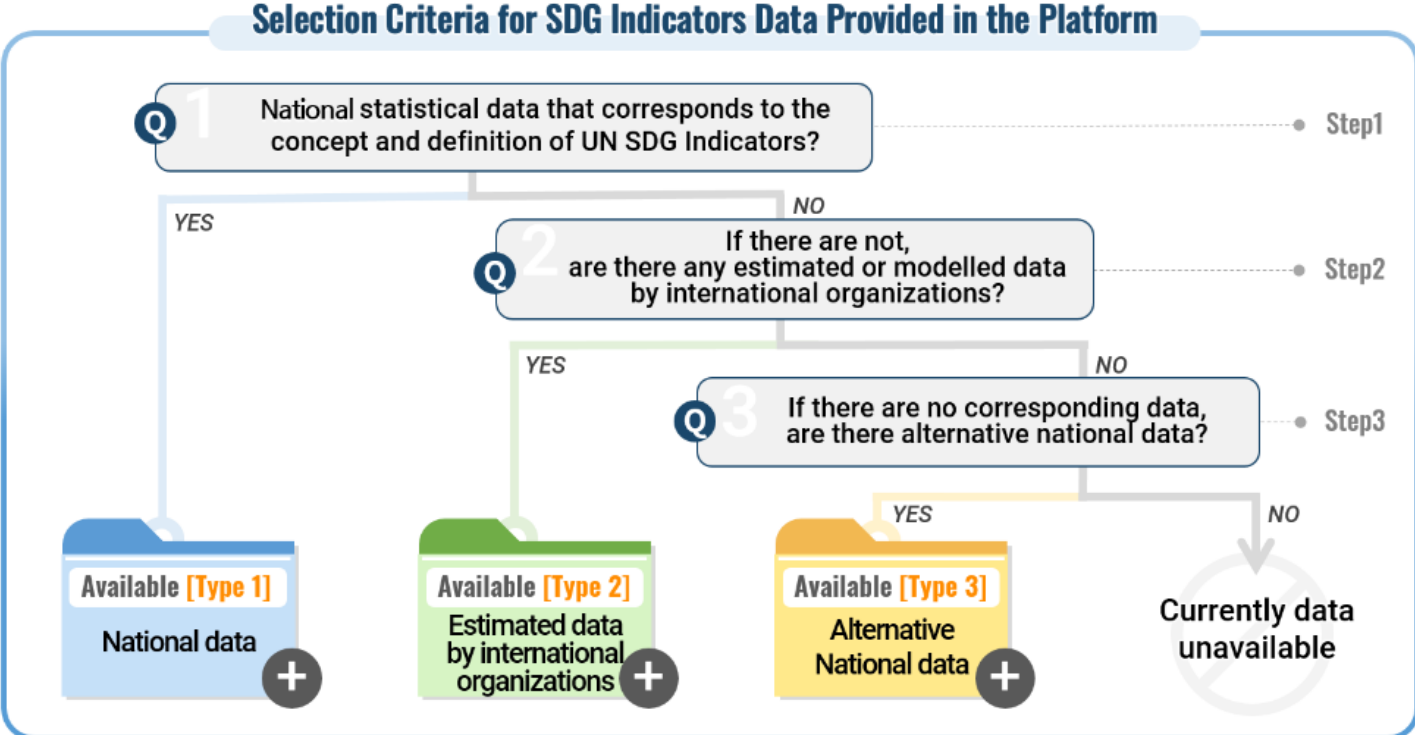 Selection Criteria for SDG Indicators Data Provided in the Platform
Q 1
National statistical data that corresponds to the
concept and definition of UN SDG Indicators?
Step1
YES
NO
Q 2
If there are not,
are there any estimated or modelled data
by international organizations?
Step2
YES
NO
Q 3
If there are no corresponding data,
are there alternative national data?
Step3
YES
NO
Available [Type 1]
National data
+
Available [Type 2]
Estimated data
by international
organizations
+
Available [Type 3]
Alternative
National data
+
Currently data
unavailable